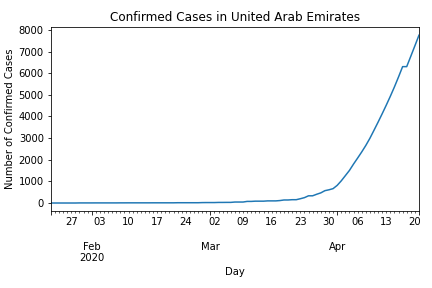 Confirmed Cases in United Arab Emirates
Number of Confirmed Cases
8000
7000
6000
5000
4000
3000
2000
1000
0
27 03 10 17 24 02 09 16 23 30 06 13 20
Feb Mar Apr
2020
Day